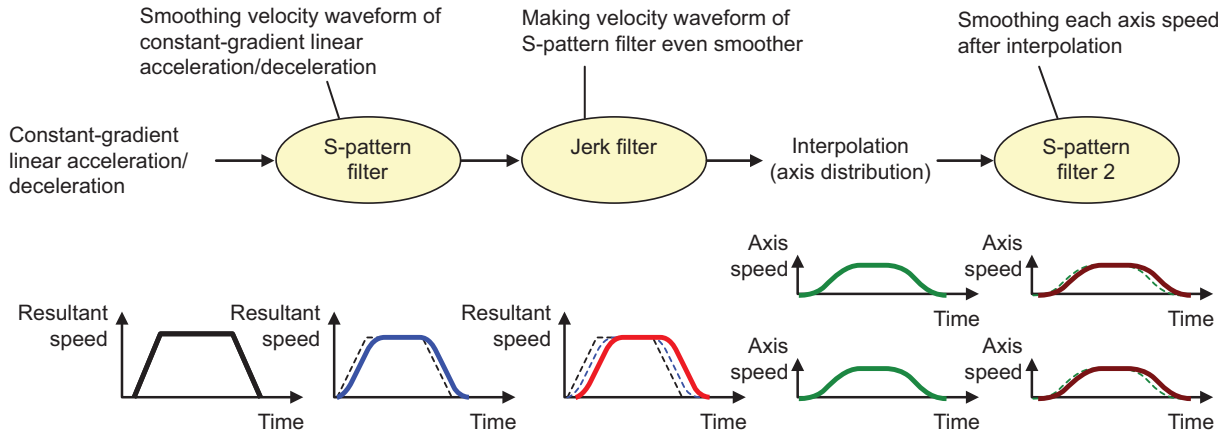 Smoothing velocity waveform of
constant-gradient linear
acceleration/deceleration
Making velocity waveform of
S-pattern filter even smoother
Smoothing each axis speed
after interpolation
Constant-gradient
linear acceleration/
deceleration
S-pattern
filter
Jerk filter
Interpolation
(axis distribution)
S-pattern
filter 2
Resultant
speed
Time
Resultant
speed
Time
Resultant
speed
Time
Axis
speed
Time
Axis
speed
Time
Axis
speed
Time
Axis
speed
Time